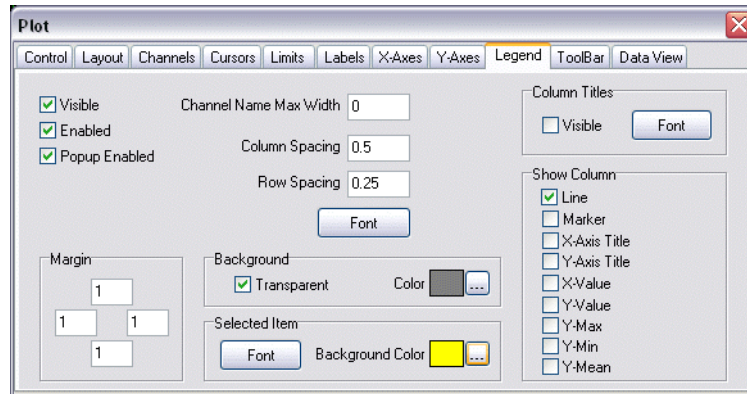 Plot
Control Layout Channels Cursors Limits Labels X-Axes Y-Axes Legend ToolBar Data View
Visible
Enabled
Popup Enabled
Channel Name Max Width 0
Column Spacing 0.5
Row Spacing 0.25
Font
Column Titles
Visible Font
Show Column
Line
Marker
X-Axis Title
Y-Axis Title
X-Value
Y-Value
Y-Max
Y-Min
Y-Mean
Margin
1
1 1
1
Background
Transparent Color ...
Selected Item
Font Background Color ...